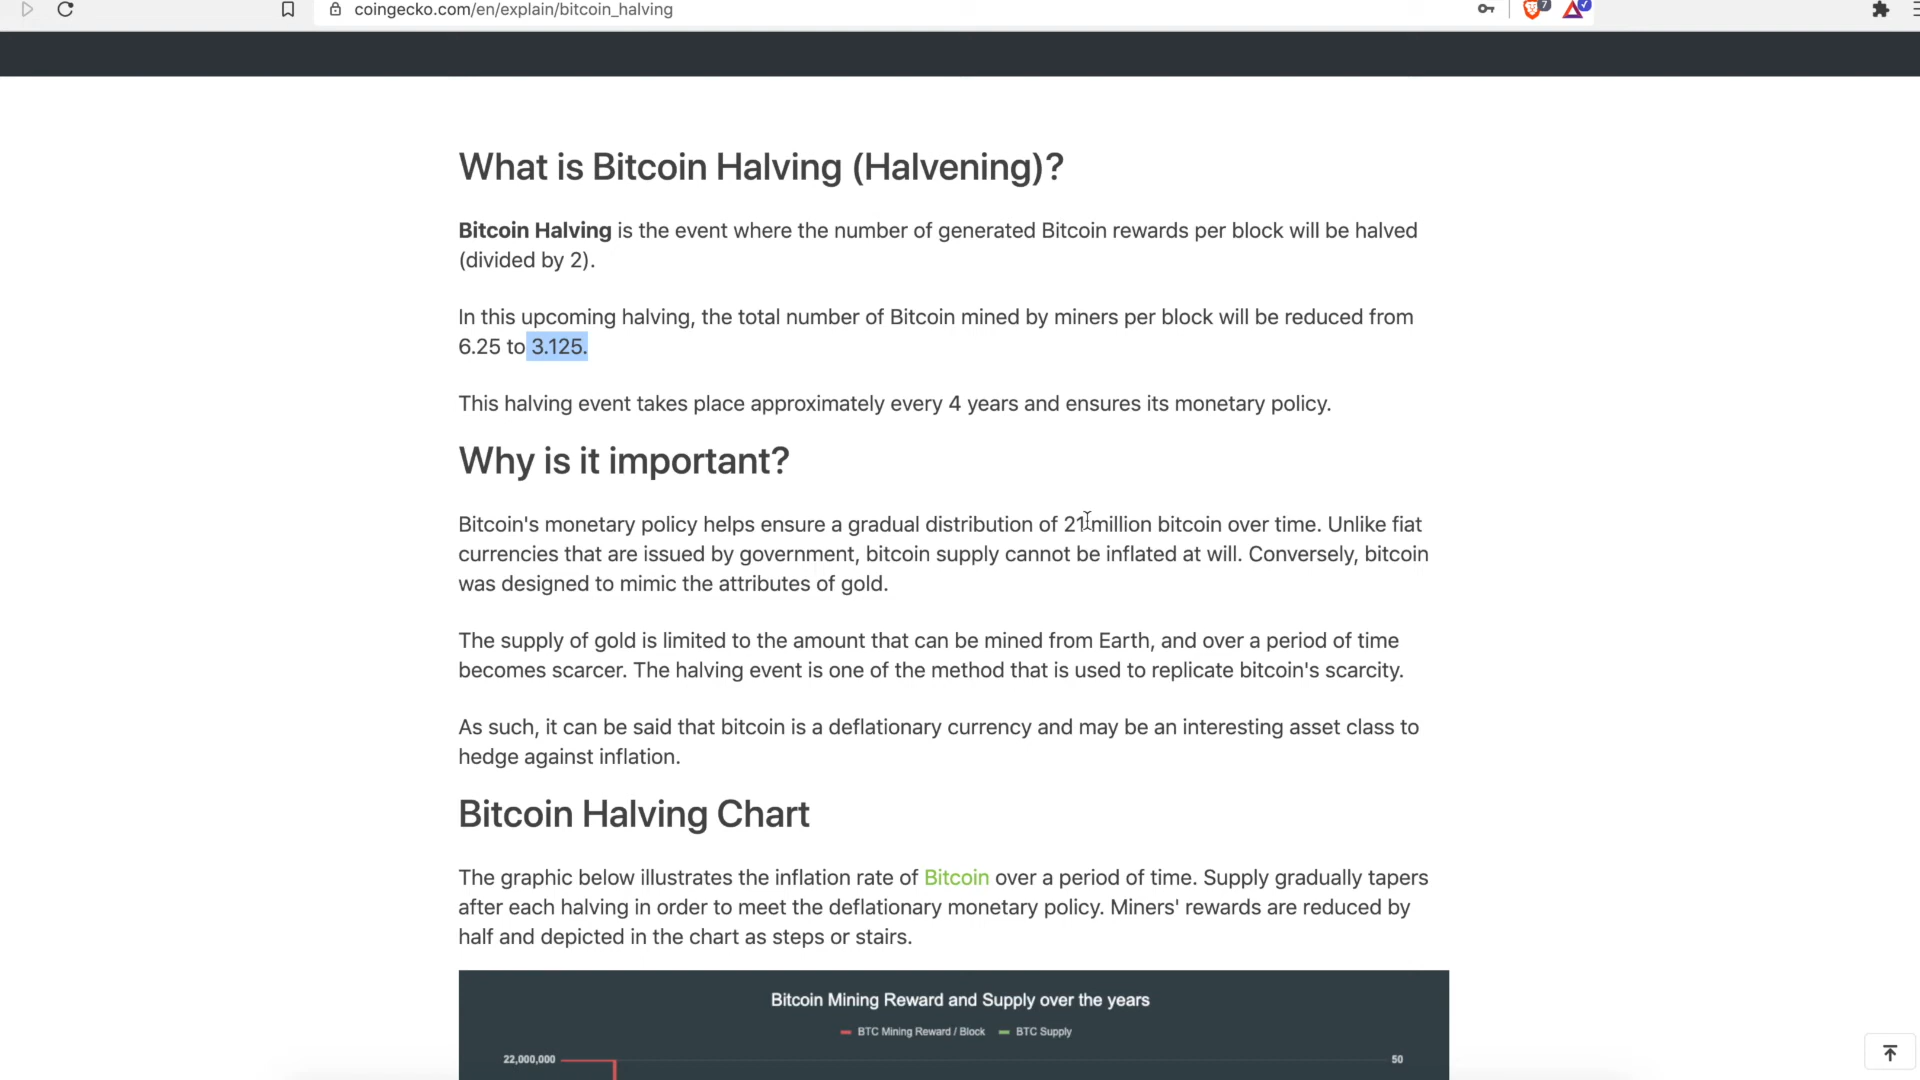 coingecko.com/en/explain/bitcoin_halving
7
What is Bitcoin Halving (Halvening)?
Bitcoin Halving is the event where the number of generated Bitcoin rewards per block will be halved
(divided by 2).
In this upcoming halving, the total number of Bitcoin mined by miners per block will be reduced from
6.25 to 3.125.
This halving event takes place approximately every 4 years and ensures its monetary policy.
Why is it important?
Bitcoin's monetary policy helps ensure a gradual distribution of 21 million bitcoin over time. Unlike fiat
currencies that are issued by government, bitcoin supply cannot be inflated at will. Conversely, bitcoin
was designed to mimic the attributes of gold.
The supply of gold is limited to the amount that can be mined from Earth, and over a period of time
becomes scarcer. The halving event is one of the method that is used to replicate bitcoin's scarcity.
As such, it can be said that bitcoin is a deflationary currency and may be an interesting asset class to
hedge against inflation.
Bitcoin Halving Chart
The graphic below illustrates the inflation rate of Bitcoin over a period of time. Supply gradually tapers
after each halving in order to meet the deflationary monetary policy. Miners' rewards are reduced by
half and depicted in the chart as steps or stairs.
Bitcoin Mining Reward and Supply over the years
BTC Mining Reward / Block BTC Supply
22,000,000 50